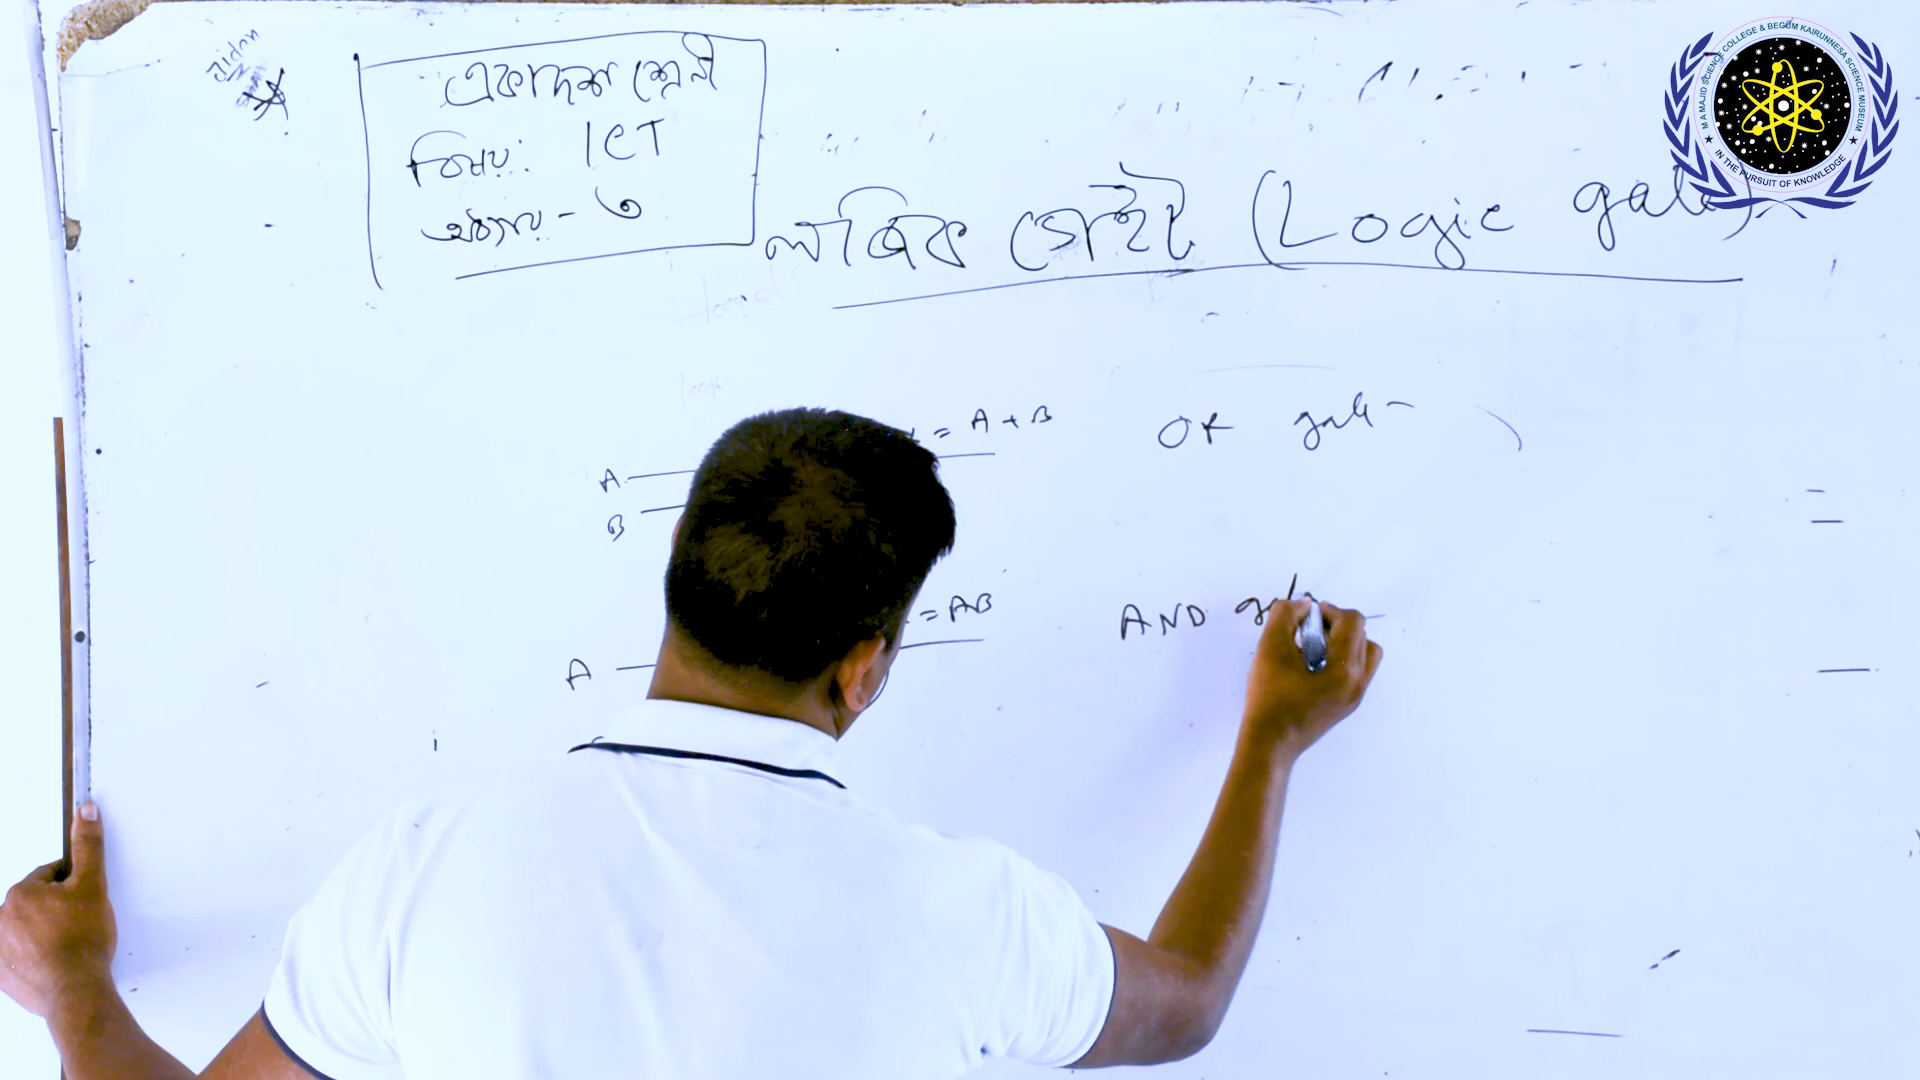 একাদশ শ্রেনী
বিষয়: ICT
অধ্যায় - ৩
লজিক গেইট (Logic gate)
= A + B
OR gate
A
B
= AB
AND
A
M A MAJID SCIENCE COLLEGE & BEGUM KAIRUNNESA SCIENCE MUSEUM
IN THE PURSUIT OF KNOWLEDGE